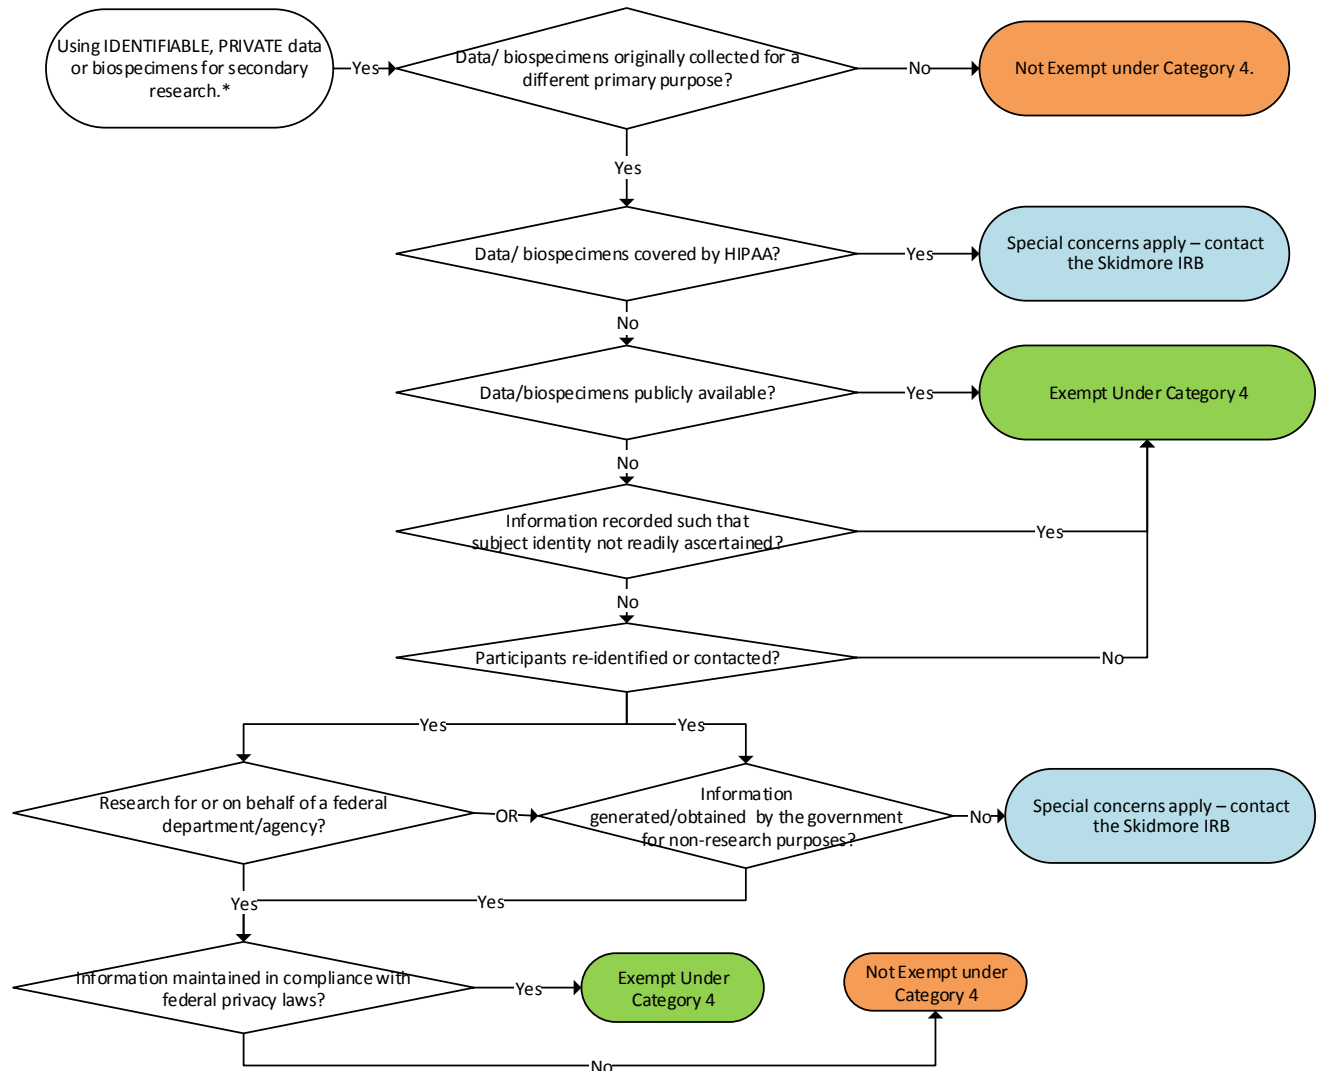 Using IDENTIFIABLE, PRIVATE data
or biospecimens for secondary
research.*
Yes
Data/ biospecimens originally collected for a
different primary purpose?
No
Not Exempt under Category 4.
Yes
Data/ biospecimens covered by HIPAA?
Yes
Special concerns apply – contact
the Skidmore IRB
No
Data/biospecimens publicly available?
Yes
Exempt Under Category 4
No
Information recorded such that
subject identity not readily ascertained?
Yes
No
Participants re-identified or contacted?
No
Yes
Yes
Research for or on behalf of a federal
department/agency?
OR
Information
generated/obtained by the government
for non-research purposes?
No
Special concerns apply – contact
the Skidmore IRB
Yes
Yes
Information maintained in compliance with
federal privacy laws?
Yes
Exempt Under
Category 4
Not Exempt under
Category 4
No